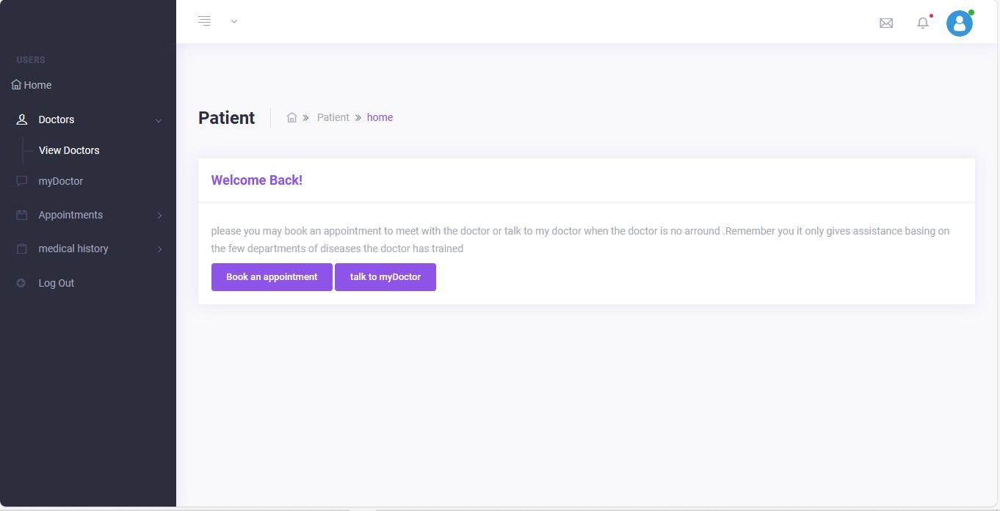 USERS
Home
Doctors
View Doctors
myDoctor
Appointments
medical history
Log Out
Patient
Patient
home
Welcome Back!
please you may book an appointment to meet with the doctor or talk to my doctor when the doctor is no arround .Remember you it only gives assistance basing on
the few departments of diseases the doctor has trained
Book an appointment
talk to myDoctor